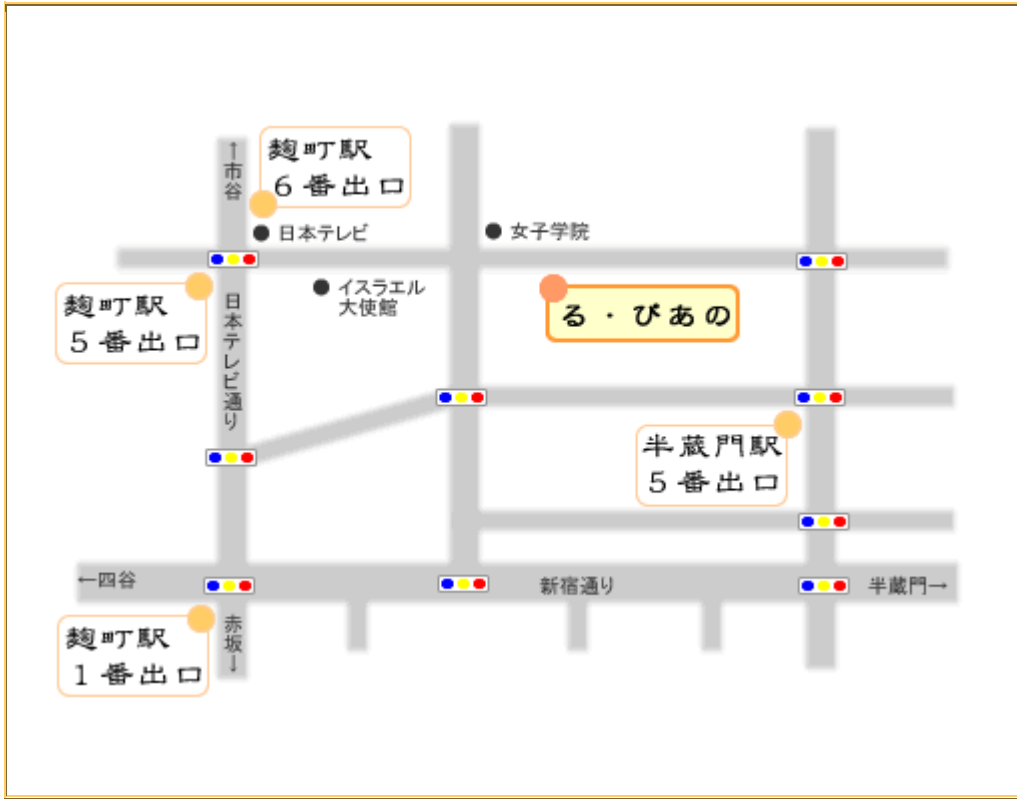 ↑市谷
麹町駅
6番出口
●日本テレビ
●女子学院
麹町駅
5番出口
日本テレビ通り
●イスラエル
大使館
る・ぴあの
半蔵門駅
5番出口
←四谷
新宿通り
半蔵門→
麹町駅
1番出口
赤坂↓